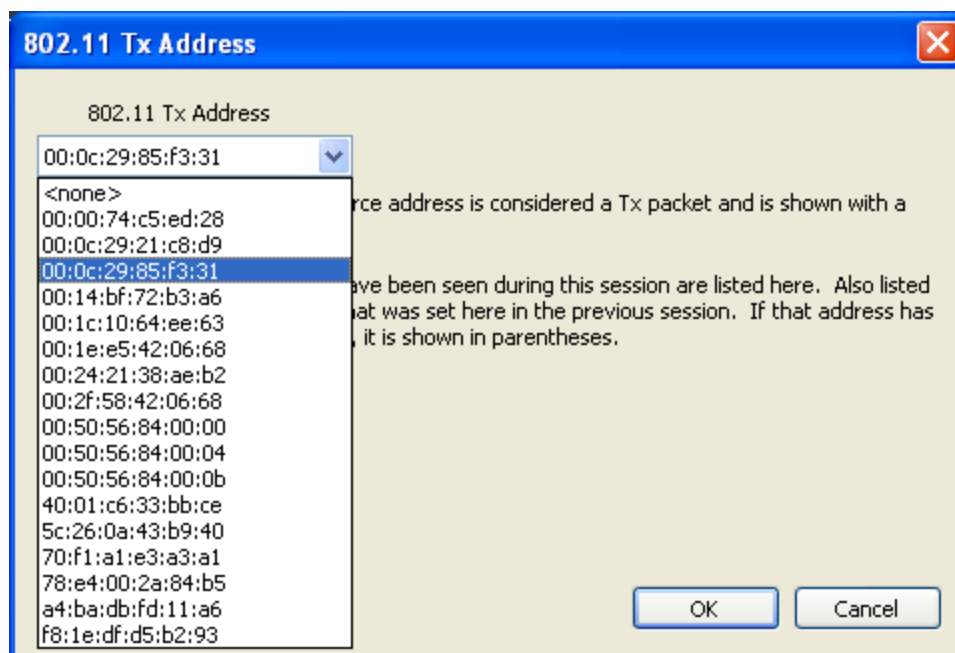 802.11 Tx Address
802.11 Tx Address
00:0c:29:85:f3:31
<none>
rce address is considered a Tx packet and is shown with a
00:00:74:c5:ed:28
00:0c:29:21:c8:d9
00:0c:29:85:f3:31
ave been seen during this session are listed here. Also listed
00:14:bf:72:b3:a6
at was set here in the previous session. If that address has
00:1c:10:64:ee:63
, it is shown in parentheses.
00:1e:e5:42:06:68
00:24:21:38:ae:b2
00:2f:58:42:06:68
00:50:56:84:00:00
00:50:56:84:00:04
00:50:56:84:00:0b
40:01:c6:33:bb:ce
5c:26:0a:43:b9:40
70:f1:a1:e3:a3:a1
78:e4:00:2a:84:b5
a4:ba:db:fd:11:a6
f8:1e:df:d5:b2:93
OK Cancel